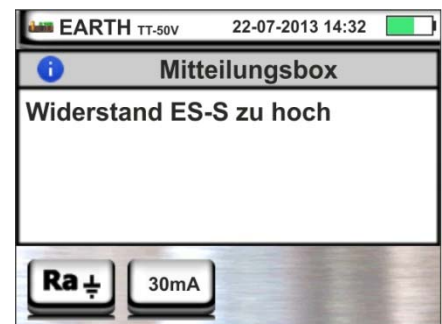 EARTH TT-50V 22-07-2013 14:32
Mitteilungsbox
Widerstand ES-S zu hoch
Ra 30mA